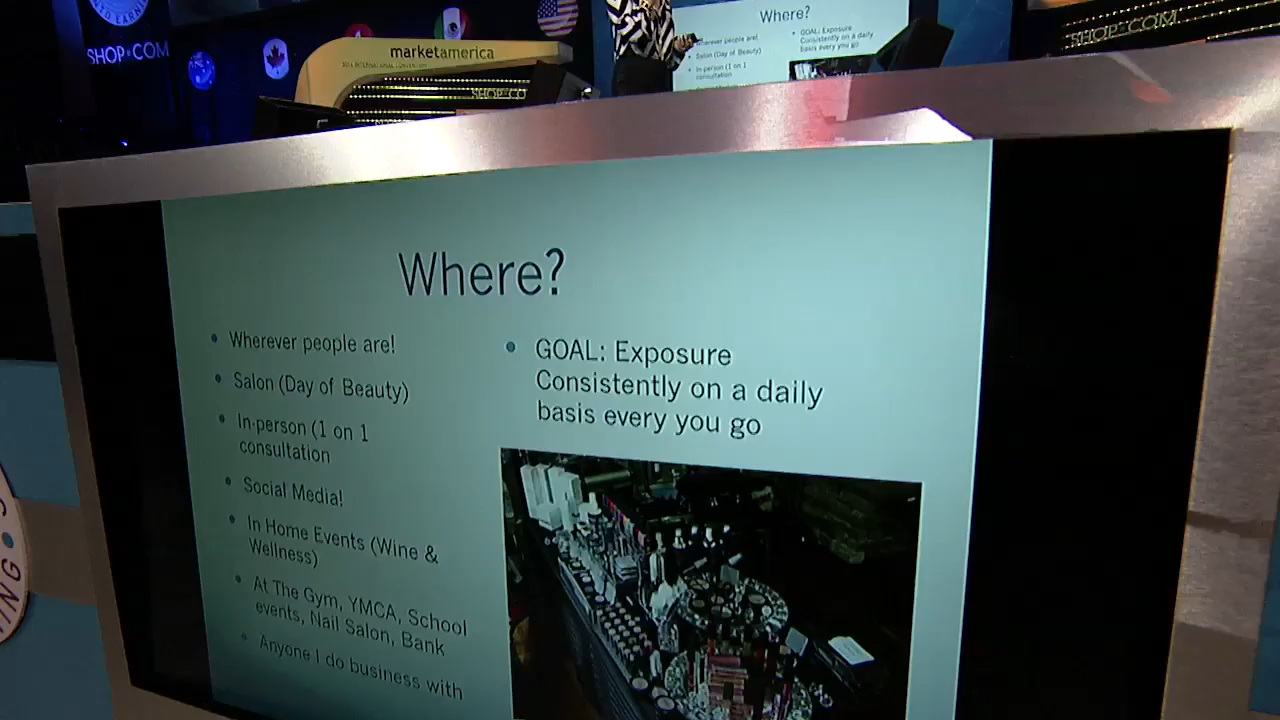 SHOP.COM
marketamerica
SHOP.CO
Where?
wherever people are!
Salon (Day of Beauty)
In-person (1 on 1
consultation
GOAL: Exposure
Consistently on a daily
basis every you go
SHOP.COM
Where?
Wherever people are!
Salon (Day of Beauty)
In-person (1 on 1
consultation
Social Media!
In Home Events (Wine &
Wellness)
At The Gym, YMCA, School
events, Nail Salon, Bank
Anyone I do business with
GOAL: Exposure
Consistently on a daily
basis every you go